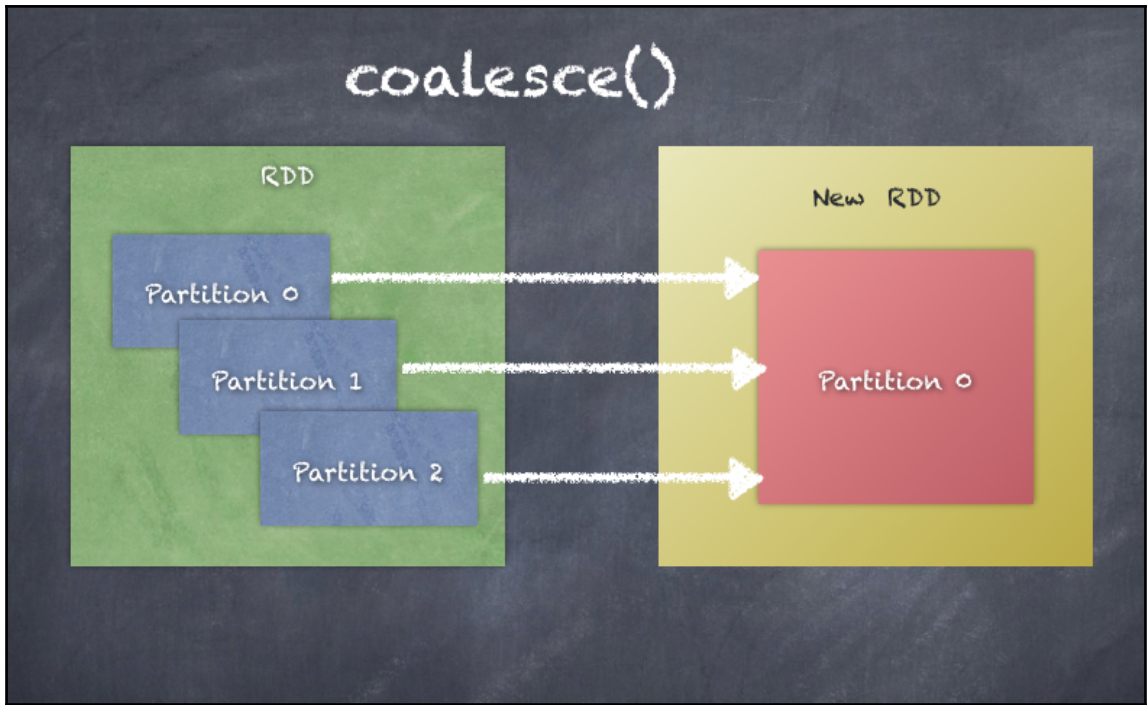 coalesce()
RDD
New RDD
Partition 0
Partition 1
Partition 2
Partition 0